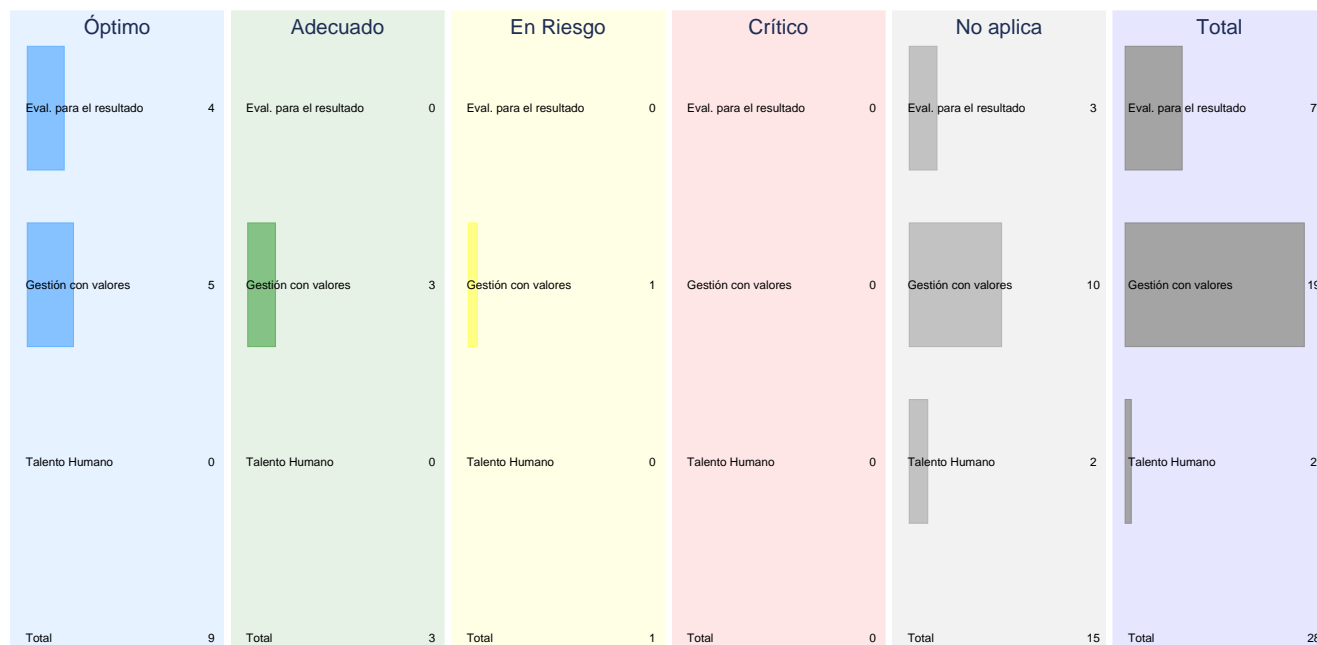 Óptimo Adecuado En Riesgo Crítico No aplica Total
Eval. para el resultado 4 Eval. para el resultado 0 Eval. para el resultado 0 Eval. para el resultado 0 Eval. para el resultado 3 Eval. para el resultado 7
Gestión con valores 5 Gestión con valores 3 Gestión con valores 1 Gestión con valores 0 Gestión con valores 10 Gestión con valores 19
Talento Humano 0 Talento Humano 0 Talento Humano 0 Talento Humano 0 Talento Humano 2 Talento Humano 2
Total 9 Total 3 Total 1 Total 0 Total 15 Total 28